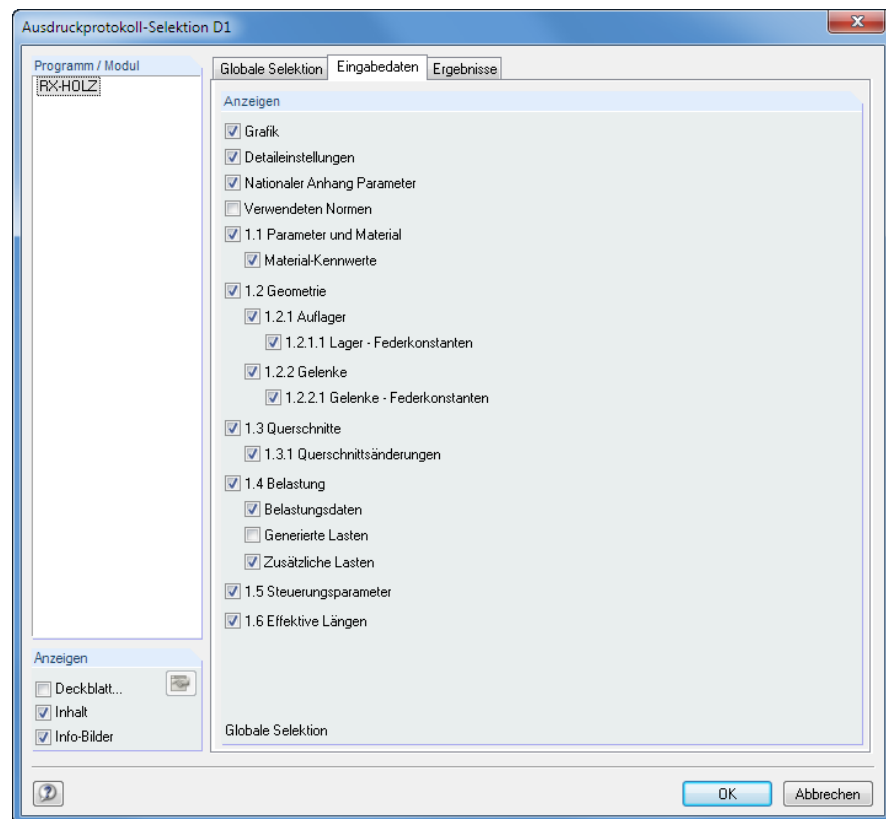 Ausdruckprotokoll-Selektion D1
Programm / Modul
RX-HOLZ
Globale Selektion Eingabedaten Ergebnisse
Anzeigen
Grafik
Detaileinstellungen
Nationaler Anhang Parameter
Verwendeten Normen
1.1 Parameter und Material
Material-Kennwerte
1.2 Geometrie
1.2.1 Auflager
1.2.1.1 Lager - Federkonstanten
1.2.2 Gelenke
1.2.2.1 Gelenke - Federkonstanten
1.3 Querschnitte
1.3.1 Querschnittsänderungen
1.4 Belastung
Belastungsdaten
Generierte Lasten
Zusätzliche Lasten
1.5 Steuerungsparameter
1.6 Effektive Längen
Anzeigen
Deckblatt...
Inhalt
Info-Bilder
Globale Selektion
OK Abbrechen